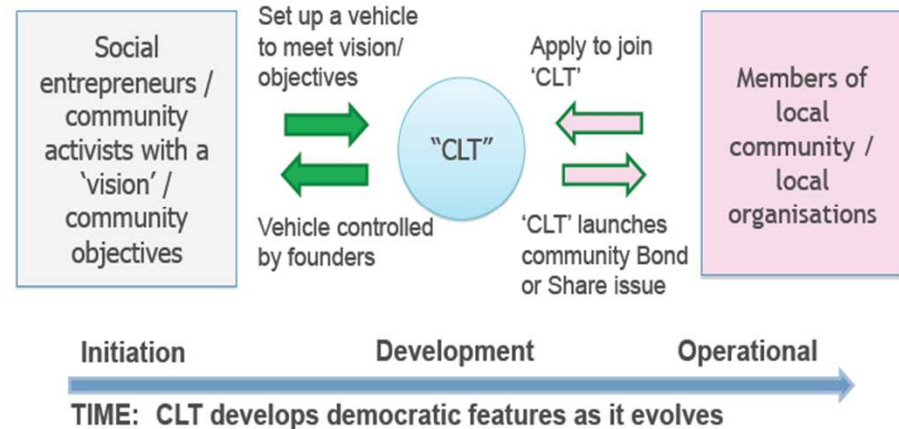 Social
entrepreneurs /
community
activists with a
‘vision’ /
community
objectives
Set up a vehicle
to meet vision/
objectives
Vehicle controlled
by founders
“CLT”
Apply to join
‘CLT’
‘CLT’ launches
community Bond
or Share issue
Members of
local
community /
local
organisations
Initiation
Development
Operational
TIME: CLT develops democratic features as it evolves